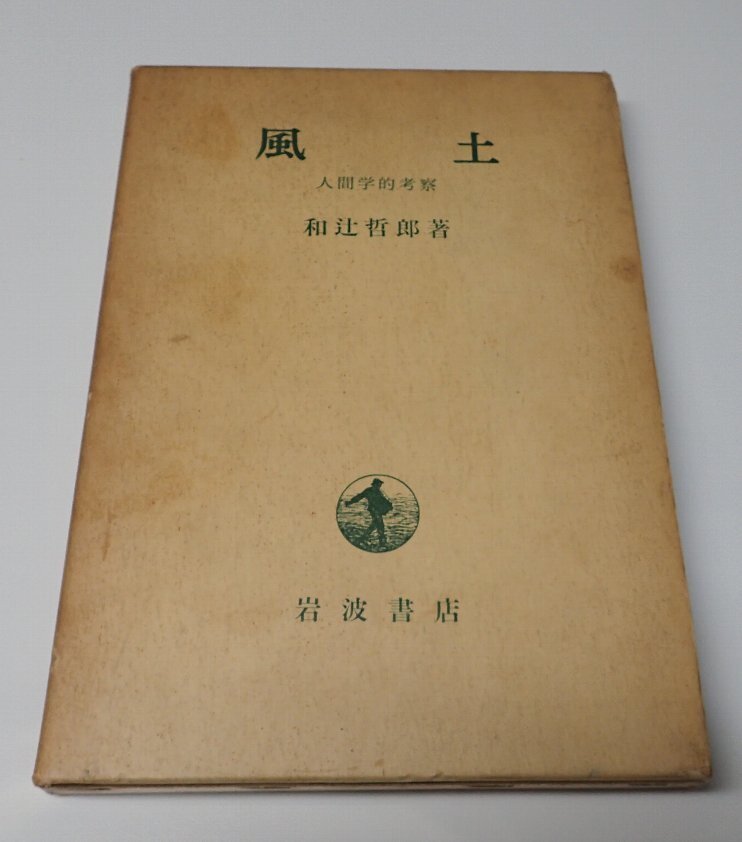 風土
人間学的考察
和辻哲郎著
岩波書店